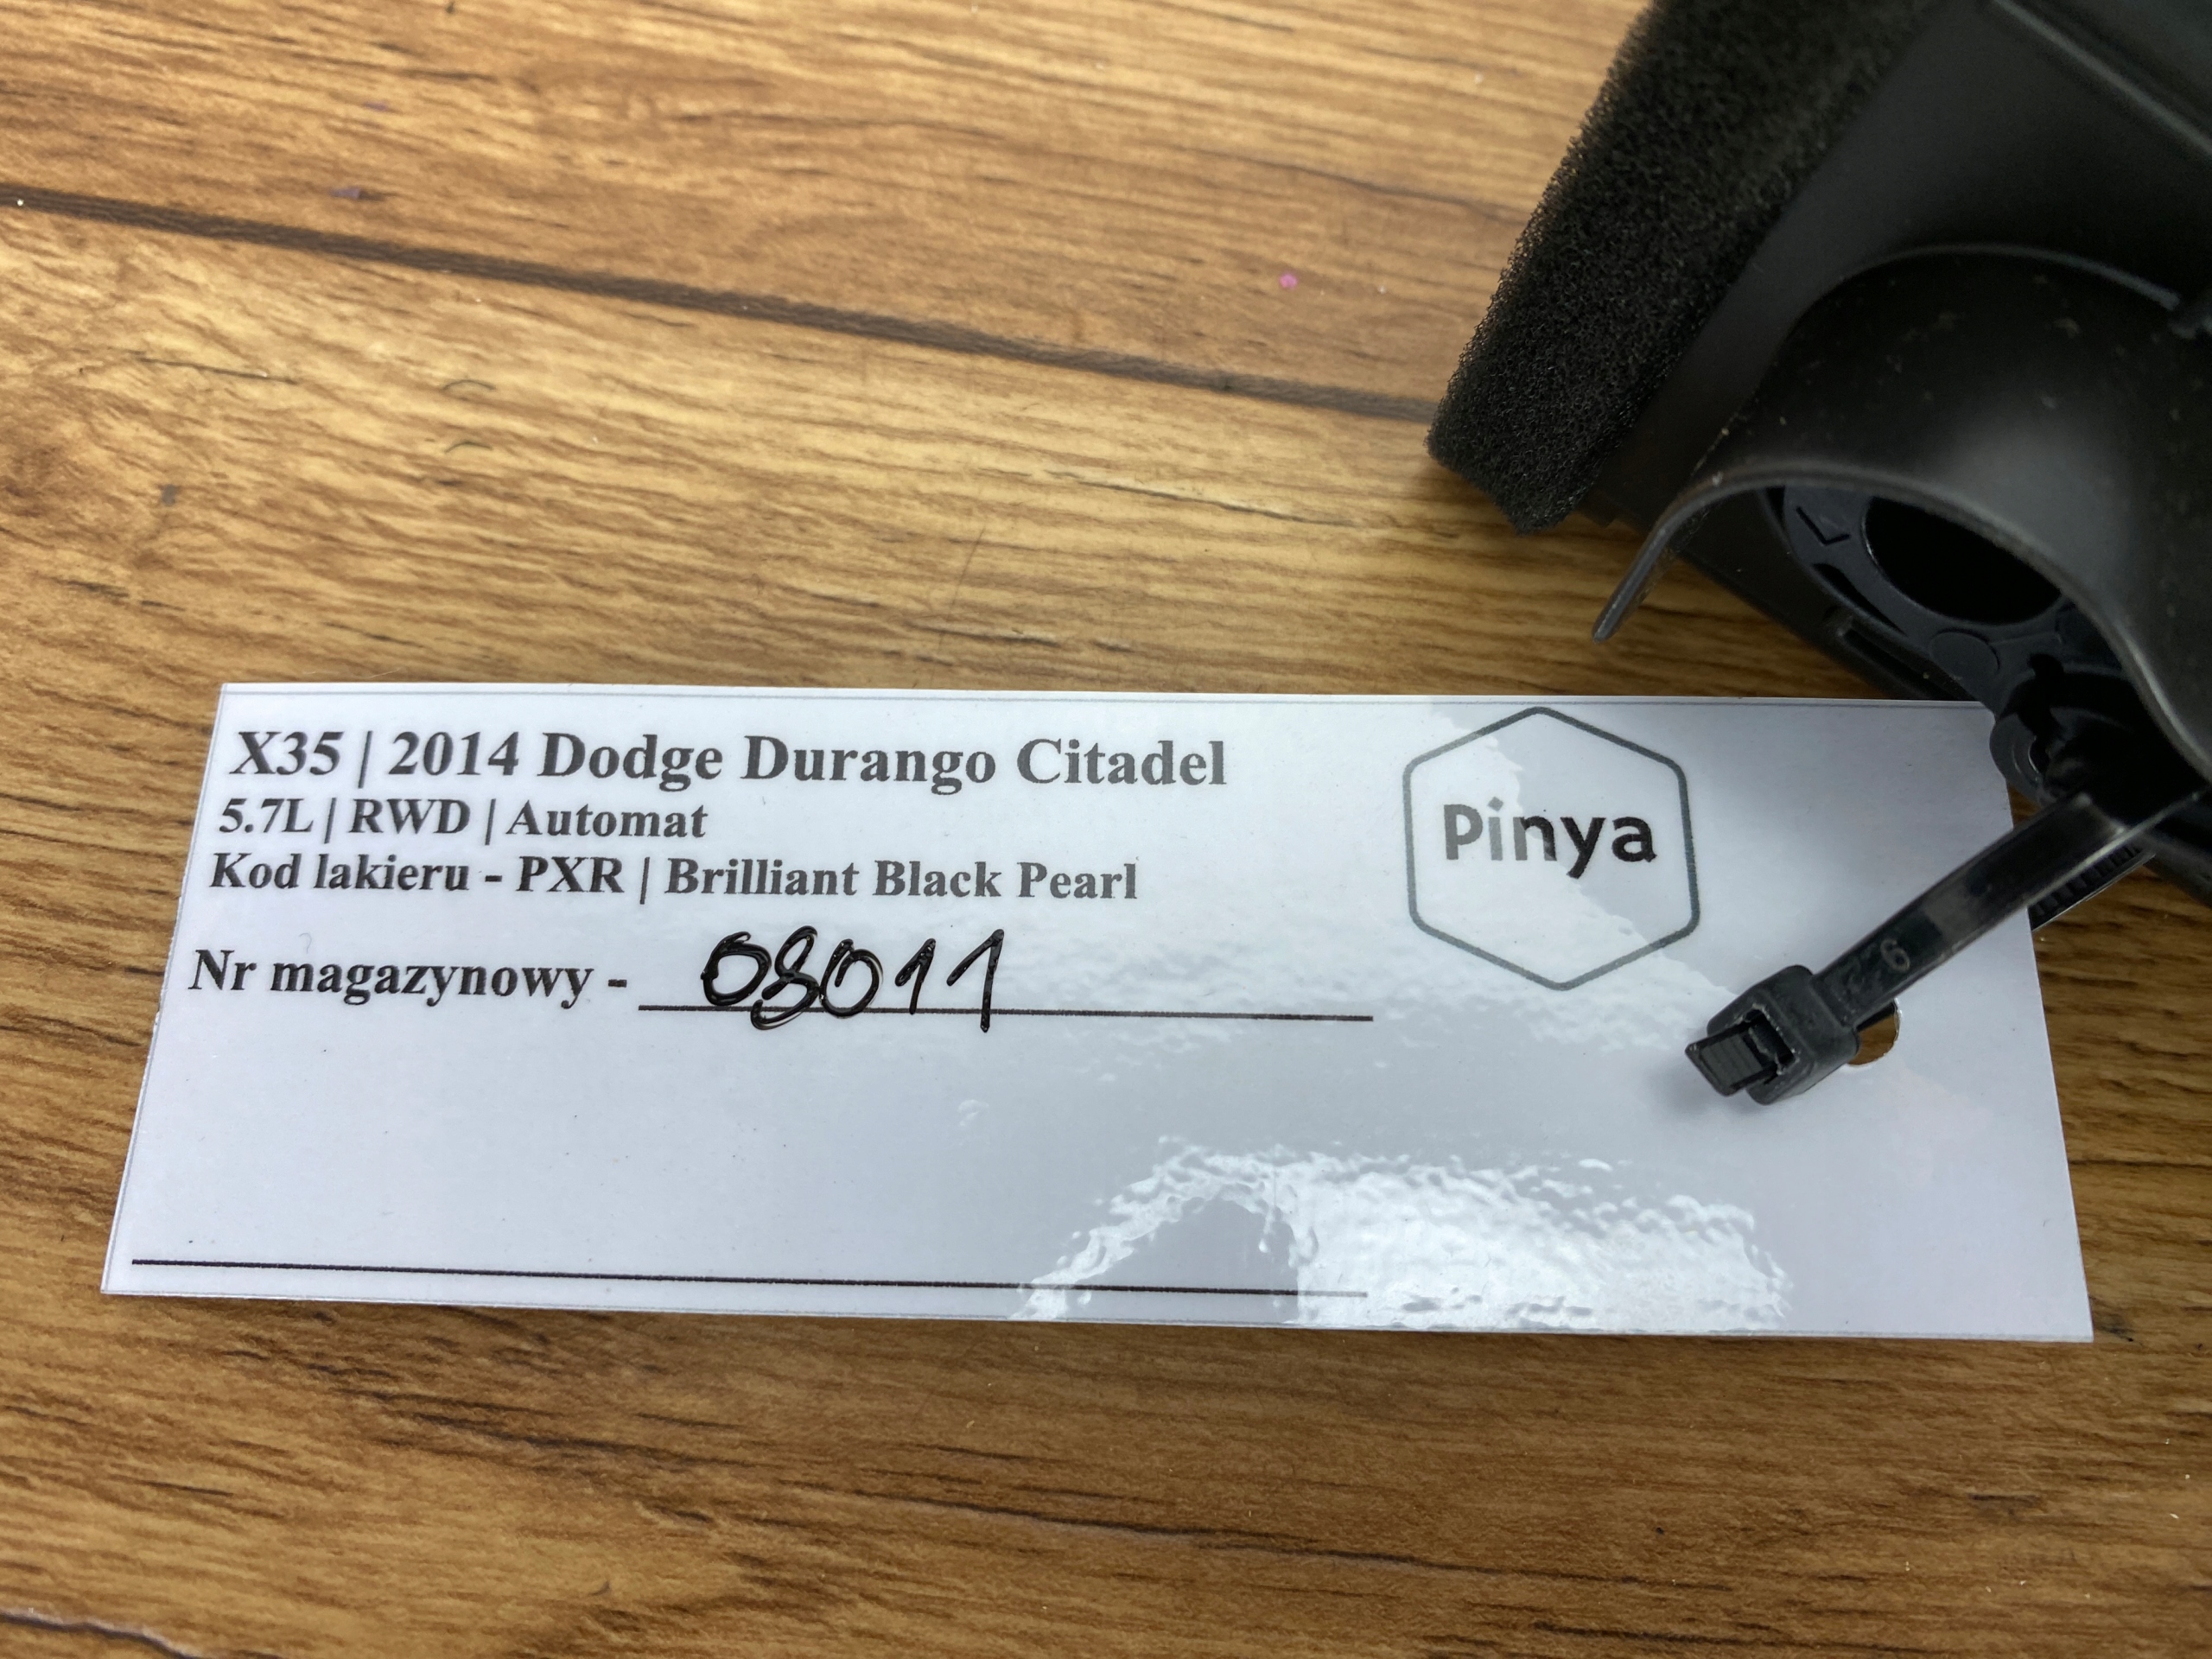 X35 | 2014 Dodge Durango Citadel
5.7L | RWD | Automat
Kod lakieru - PXR | Brilliant Black Pearl
Nr magazynowy - 08011
Pinya
6